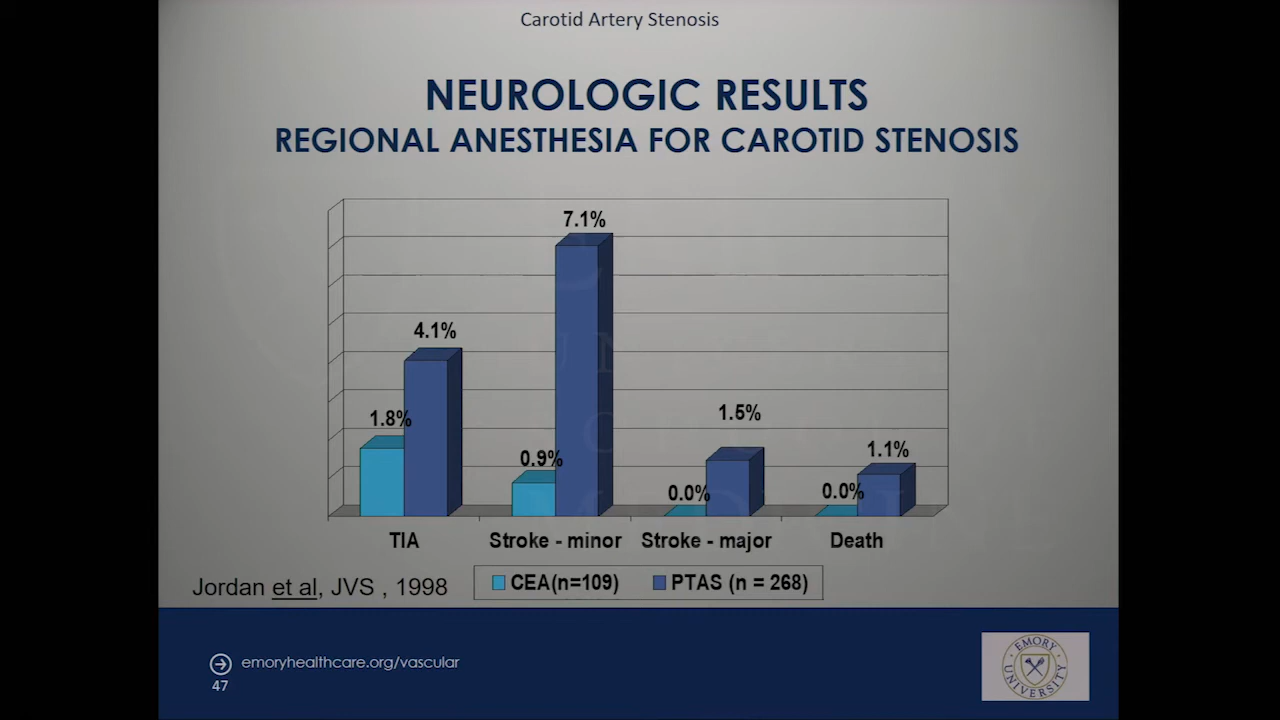 Carotid Artery Stenosis
NEUROLOGIC RESULTS
REGIONAL ANESTHESIA FOR CAROTID STENOSIS
7.1%
4.1%
1.8%
0.9%
1.5%
0.0%
1.1%
0.0%
TIA
Stroke - minor
Stroke - major
Death
CEA(n=109)
PTAS (n = 268)
Jordan et al, JVS , 1998
emoryhealthcare.org/vascular
47
EMORY
UNIVERSITY